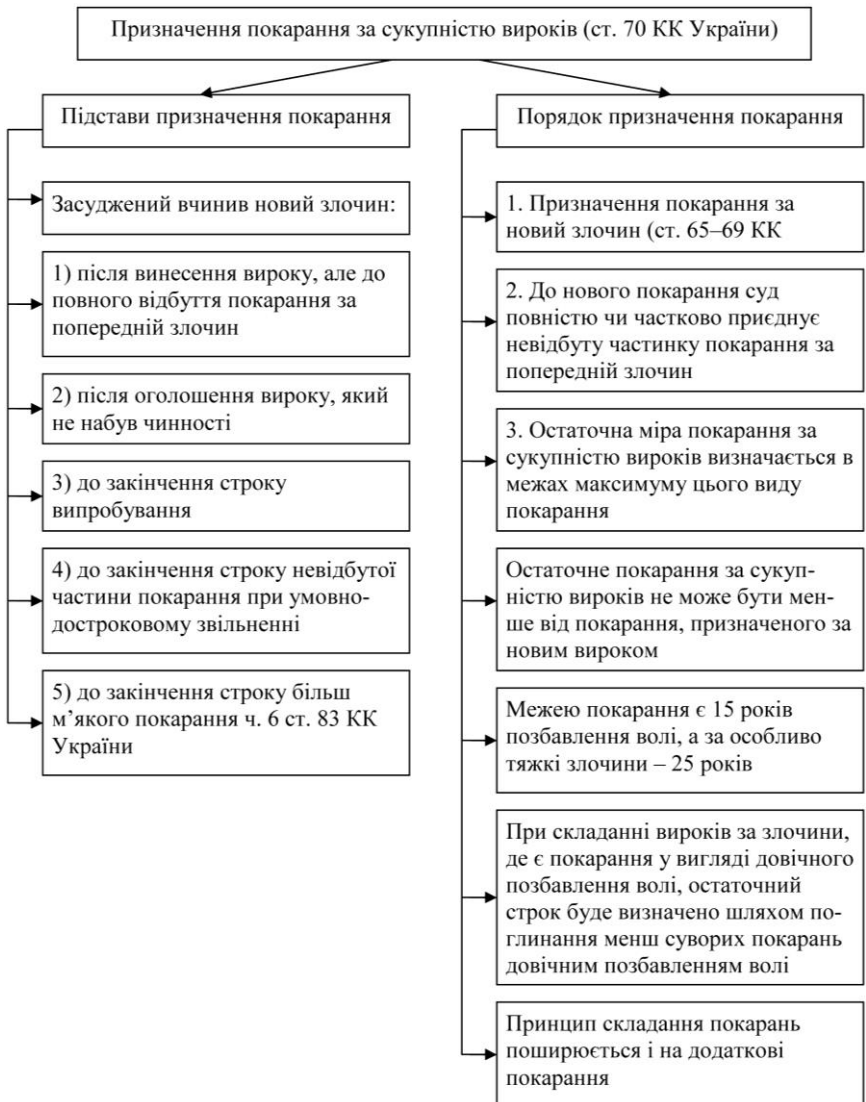 Призначення покарання за сукупністю вироків (ст. 70 КК України)
Підстави призначення покарання
Засуджений вчинив новий злочин:
1) після винесення вироку, але до
повного відбуття покарання за
попередній злочин
2) після оголошення вироку, який
не набув чинності
3) до закінчення строку
випробування
4) до закінчення строку невідбутої
частини покарання при умовно-
достроковому звільненні
5) до закінчення строку більш
м’якого покарання ч. 6 ст. 83 КК
України
Порядок призначення покарання
1. Призначення покарання за
новий злочин (ст. 65–69 КК
2. До нового покарання суд
повністю чи частково приєднує
невідбуту частинку покарання за
попередній злочин
3. Остаточна міра покарання за
сукупністю вироків визначається в
межах максимуму цього виду
покарання
Остаточне покарання за сукуп-
ністю вироків не може бути мен-
ше від покарання, призначеного за
новим вироком
Межею покарання є 15 років
позбавлення волі, а за особливо
тяжкі злочини – 25 років
При складанні вироків за злочини,
де є покарання у вигляді довічного
позбавлення волі, остаточний
строк буде визначено шляхом по-
глинання менш суворих покарань
довічним позбавленням волі
Принцип складання покарань
поширюється і на додаткові
покарання